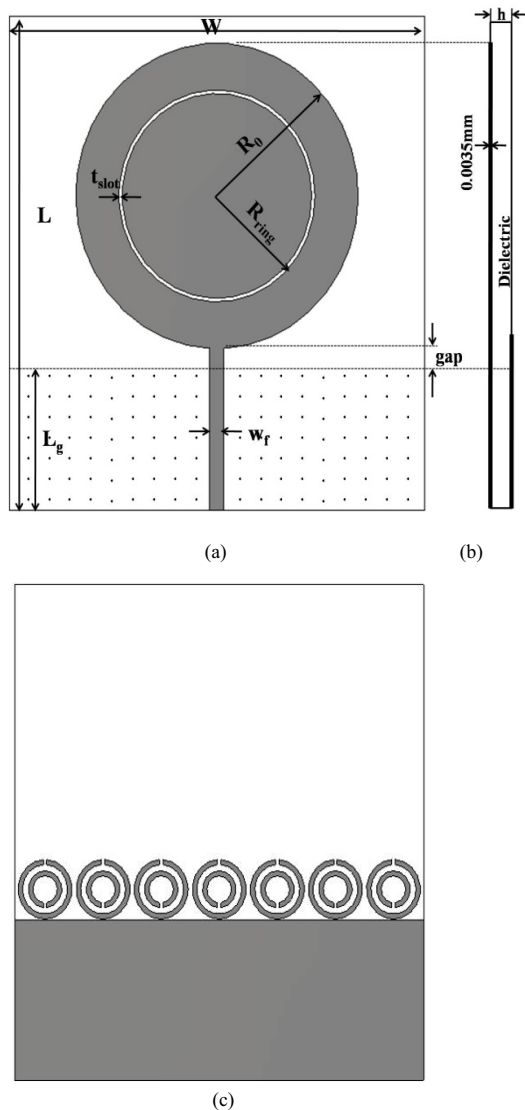 W
h
R0
tslot
0.0035mm
L
Rring
Dielectric
gap
Lg
wf
(a)
(b)
(c)